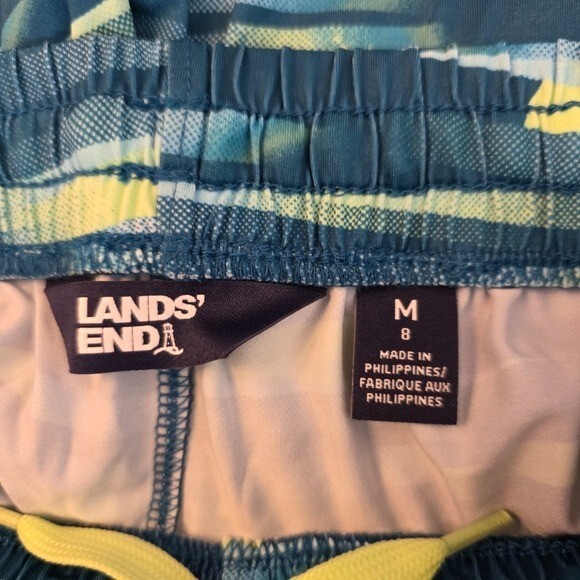 LANDS'
END
M
8
MADE IN
PHILIPPINES/
FABRIQUE AUX
PHILIPPINES